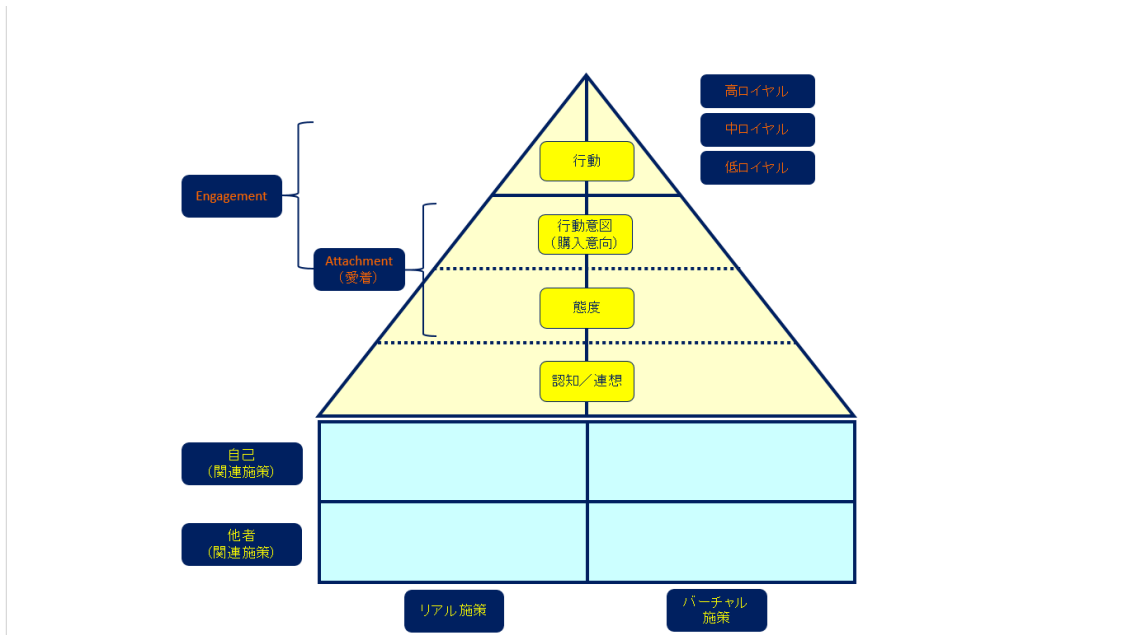 高ロイヤル
中ロイヤル
低ロイヤル
行動
Engagement
行動意図
（購入意向）
Attachment
（愛着）
態度
認知／連想
自己
（関連施策）
他者
（関連施策）
リアル施策
バーチャル
施策